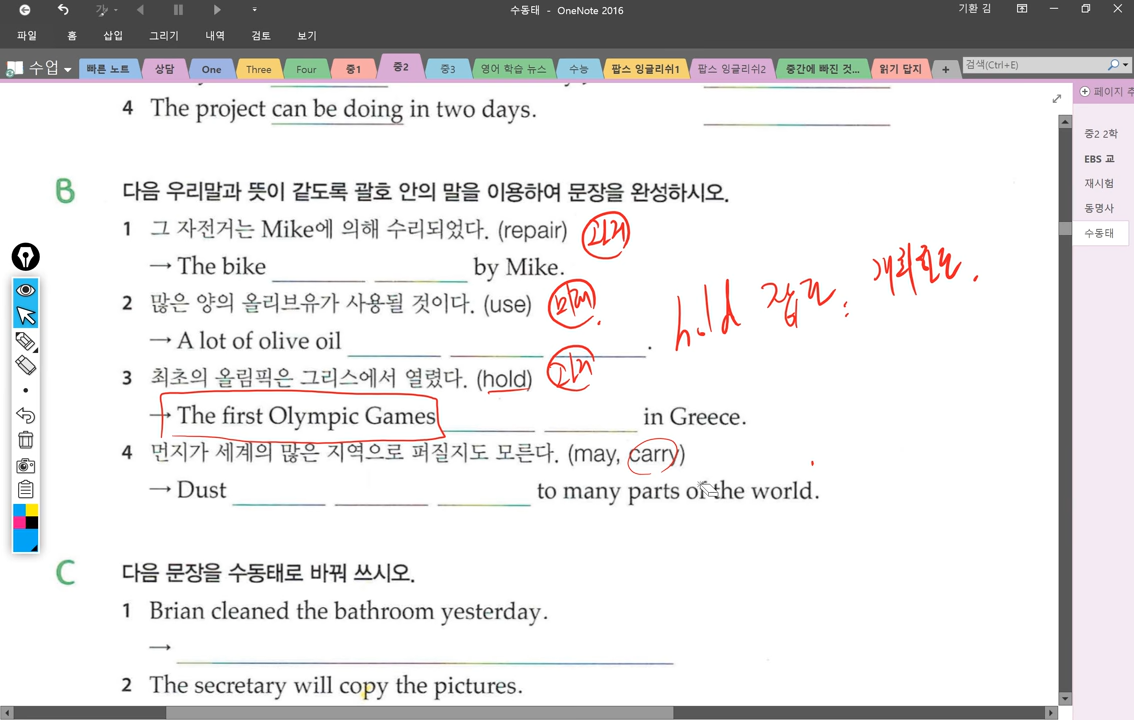 수동태 - OneNote 2016
기환 김
파일 홈 삽입 그리기 내역 검토 보기
수업 빠른 노트 상담 One Three Four 중1 중2 중3 영어 학습 뉴스 수능 팝스 잉글리쉬1 팝스 잉글리쉬2 중간에 빠진 것... 읽기 답지 + 검색(Ctrl+E)
페이지 추
중2 2학
EBS 교
재시험
동명사
수동태
4 The project can be doing in two days.
B 다음 우리말과 뜻이 같도록 괄호 안의 말을 이용하여 문장을 완성하시오.
1 그 자전거는 Mike에 의해 수리되었다. (repair) 과거
→ The bike by Mike.
2 많은 양의 올리브유가 사용될 것이다. (use) 미래
→ A lot of olive oil .
hold 잡다. 개최하다.
3 최초의 올림픽은 그리스에서 열렸다. (hold) 과거
→ The first Olympic Games in Greece.
4 먼지가 세계의 많은 지역으로 퍼질지도 모른다. (may, carry)
→ Dust to many parts of the world.
C 다음 문장을 수동태로 바꿔 쓰시오.
1 Brian cleaned the bathroom yesterday.
→
2 The secretary will copy the pictures.